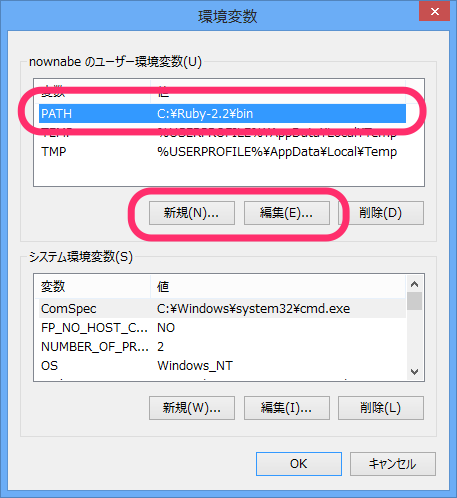 環境変数
nownabe のユーザー環境変数(U)
変数 値
PATH C:¥Ruby-2.2¥bin
TEMP %USERPROFILE%¥AppData¥Local¥Temp
TMP %USERPROFILE%¥AppData¥Local¥Temp
新規(N)... 編集(E)... 削除(D)
システム環境変数(S)
変数 値
ComSpec C:¥Windows¥system32¥cmd.exe
FP_NO_HOST_C... NO
NUMBER_OF_PR... 2
OS Windows_NT
新規(W)... 編集(I)... 削除(L)
OK キャンセル